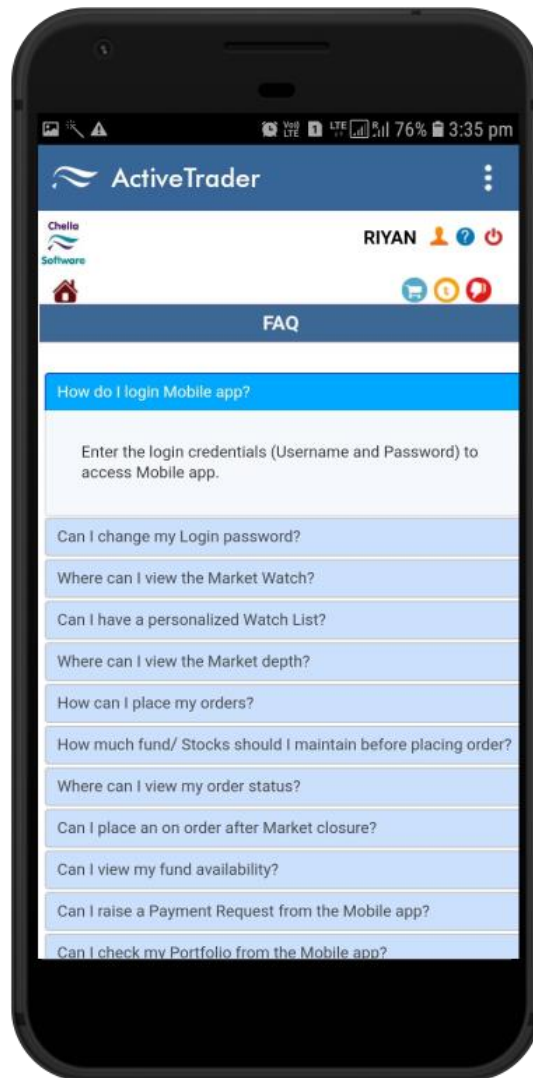 Vo)) LTE 1 LTE R 76% 3:35 pm
ActiveTrader
Chella
Software
RIYAN ?
t
FAQ
How do I login Mobile app?
Enter the login credentials (Username and Password) to
access Mobile app.
Can I change my Login password?
Where can I view the Market Watch?
Can I have a personalized Watch List?
Where can I view the Market depth?
How can I place my orders?
How much fund/ Stocks should I maintain before placing order?
Where can I view my order status?
Can I place an on order after Market closure?
Can I view my fund availability?
Can I raise a Payment Request from the Mobile app?
Can I check my Portfolio from the Mobile app?